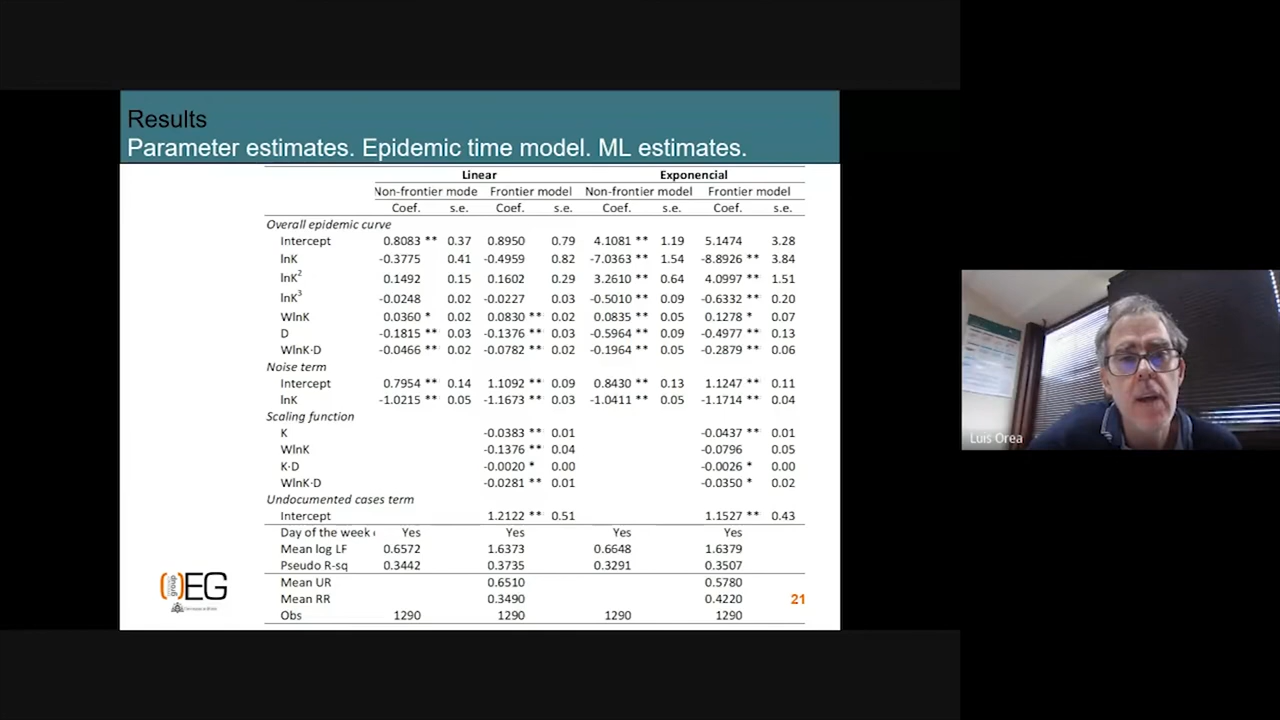 Results
Parameter estimates. Epidemic time model. ML estimates.
Linear Exponencial
Non-frontier mode Frontier model Non-frontier model Frontier model
Coef. s.e. Coef. s.e. Coef. s.e. Coef. s.e.
Overall epidemic curve
Intercept 0.8083 ** 0.37 0.8950 0.79 4.1081 ** 1.19 5.1474 3.28
lnK -0.3775 0.41 -0.4959 0.82 -7.0363 ** 1.54 -8.8926 ** 3.84
lnK² 0.1492 0.15 0.1602 0.29 3.2610 ** 0.64 4.0997 ** 1.51
lnK³ -0.0248 0.02 -0.0227 0.03 -0.5010 ** 0.09 -0.6332 ** 0.20
WlnK 0.0360 * 0.02 0.0830 ** 0.02 0.0835 ** 0.05 0.1278 * 0.07
D -0.1815 ** 0.03 -0.1376 ** 0.03 -0.5964 ** 0.09 -0.4977 ** 0.13
WlnK·D -0.0466 ** 0.02 -0.0782 ** 0.02 -0.1964 ** 0.05 -0.2879 ** 0.06
Noise term
Intercept 0.7954 ** 0.14 1.1092 ** 0.09 0.8430 ** 0.13 1.1247 ** 0.11
lnK -1.0215 ** 0.05 -1.1673 ** 0.03 -1.0411 ** 0.05 -1.1714 ** 0.04
Scaling function
K -0.0383 ** 0.01 -0.0437 ** 0.01
WlnK -0.1376 ** 0.04 -0.0796 0.05
K·D -0.0020 * 0.00 -0.0026 * 0.00
WlnK·D -0.0281 ** 0.01 -0.0350 * 0.02
Undocumented cases term
Intercept 1.2122 ** 0.51 1.1527 ** 0.43
Day of the week Yes Yes Yes Yes
Mean log LF 0.6572 1.6373 0.6648 1.6379
Pseudo R-sq 0.3442 0.3735 0.3291 0.3507
Mean UR 0.6510 0.5780
Mean RR 0.3490 0.4220
Obs 1290 1290 1290 1290
group
EG
21
Luis Orea